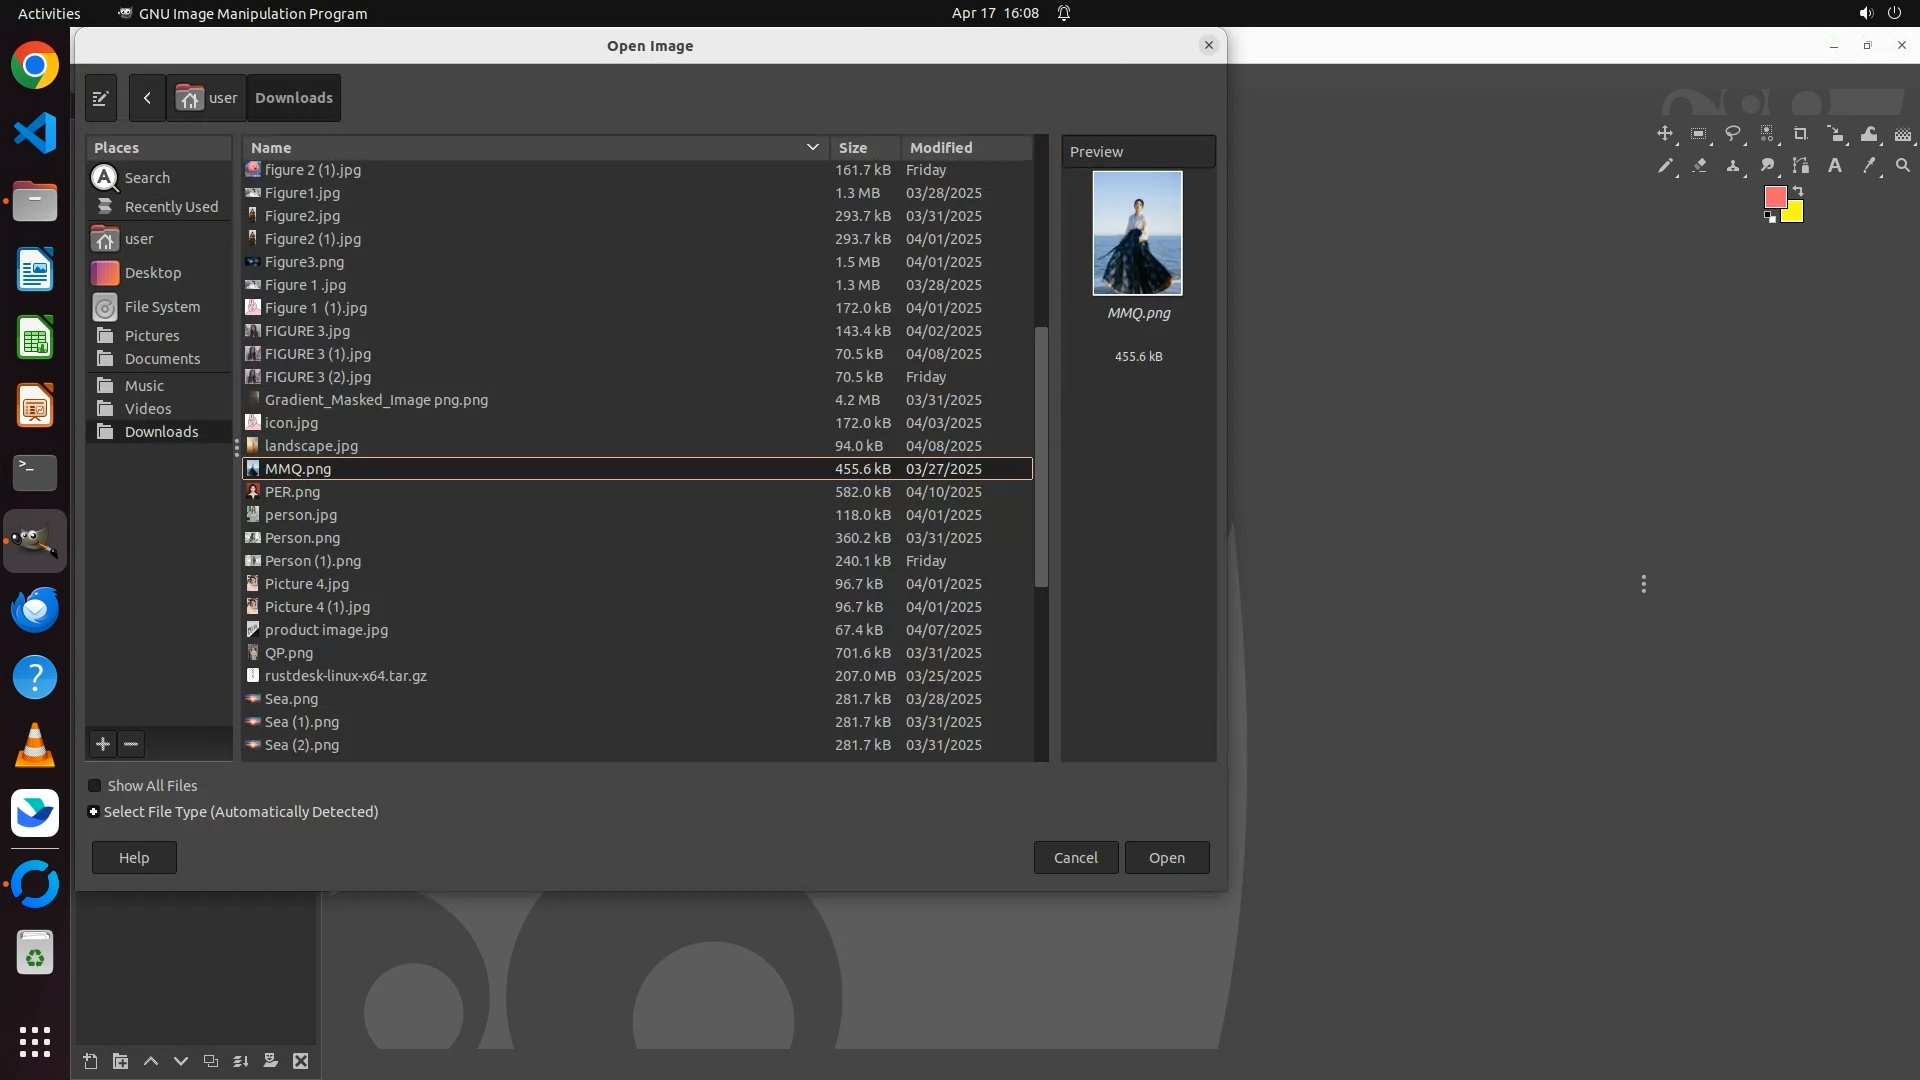 Activities
GNU Image Manipulation Program
Apr 17 16:08
Open Image
user
Downloads
Places
Search
Recently Used
user
Desktop
File System
Pictures
Documents
Music
Videos
Downloads
Name
Size
Modified
figure 2 (1).jpg 161.7 kB Friday
Figure1.jpg 1.3 MB 03/28/2025
Figure2.jpg 293.7 kB 03/31/2025
Figure2 (1).jpg 293.7 kB 04/01/2025
Figure3.png 1.5 MB 04/01/2025
Figure 1 .jpg 1.3 MB 03/28/2025
Figure 1  (1).jpg 172.0 kB 04/01/2025
FIGURE 3.jpg 143.4 kB 04/02/2025
FIGURE 3 (1).jpg 70.5 kB 04/08/2025
FIGURE 3 (2).jpg 70.5 kB Friday
Gradient_Masked_Image png.png 4.2 MB 03/31/2025
icon.jpg 172.0 kB 04/03/2025
landscape.jpg 94.0 kB 04/08/2025
MMQ.png 455.6 kB 03/27/2025
PER.png 582.0 kB 04/10/2025
person.jpg 118.0 kB 04/01/2025
Person.png 360.2 kB 03/31/2025
Person (1).png 240.1 kB Friday
Picture 4.jpg 96.7 kB 04/01/2025
Picture 4 (1).jpg 96.7 kB 04/01/2025
product image.jpg 67.4 kB 04/07/2025
QP.png 701.6 kB 03/31/2025
rustdesk-linux-x64.tar.gz 207.0 MB 03/25/2025
Sea.png 281.7 kB 03/28/2025
Sea (1).png 281.7 kB 03/31/2025
Sea (2).png 281.7 kB 03/31/2025
Preview
MMQ.png
455.6 kB
Show All Files
Select File Type (Automatically Detected)
Help
Cancel
Open